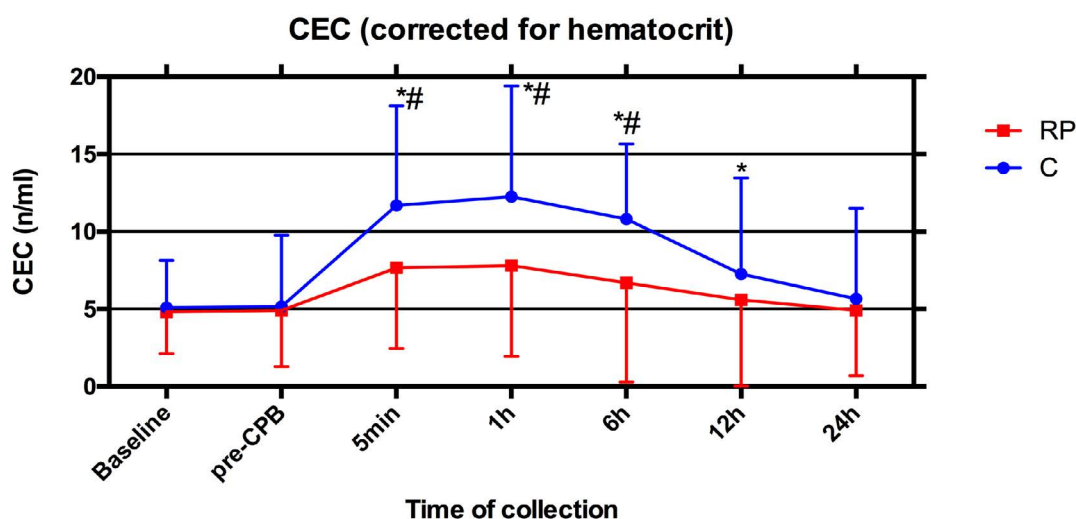 CEC (corrected for hematocrit)
20
15
10
5
0
CEC (n/ml)
*#
*#
*#
*
RP
C
Baseline
pre-CPB
5min
1h
6h
12h
24h
Time of collection